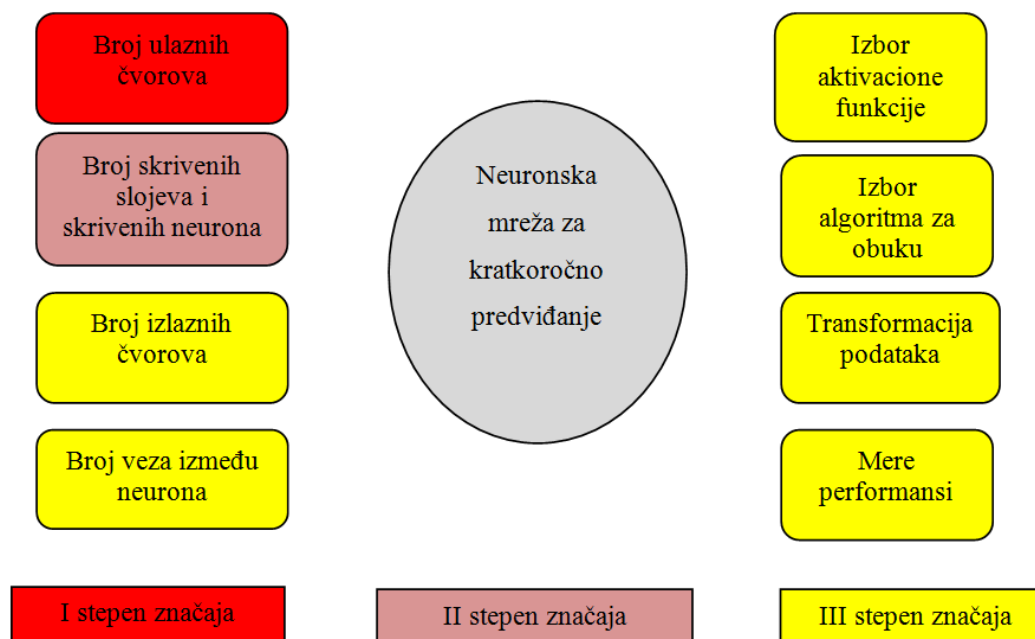 Broj ulaznih
čvorova
Broj skrivenih
slojeva i
skrivenih neurona
Broj izlaznih
čvorova
Broj veza između
neurona
Neuronska
mreža za
kratkoročno
predviđanje
Izbor
aktivacione
funkcije
Izbor
algoritma za
obuku
Transformacija
podataka
Mere
performansi
I stepen značaja
II stepen značaja
III stepen značaja